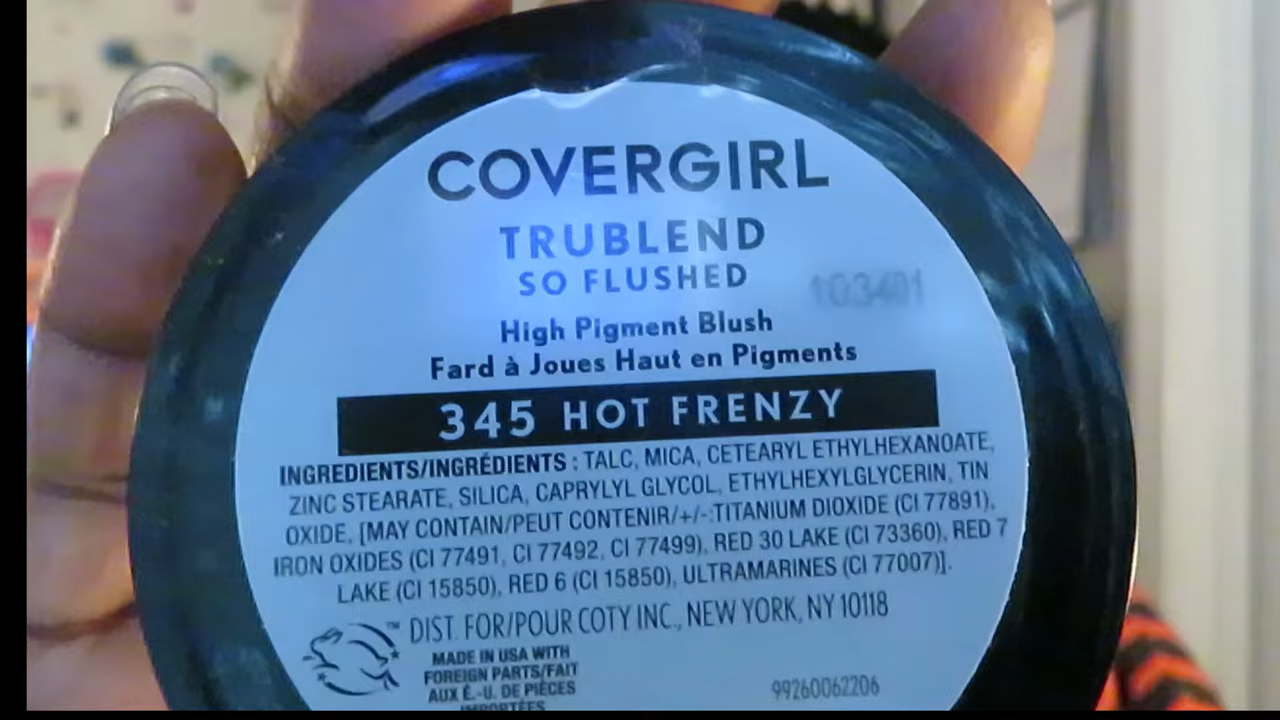 COVERGIRL
TRUBLEND
SO FLUSHED
103401
High Pigment Blush
Fard à Joues Haut en Pigments
345 HOT FRENZY
INGREDIENTS/INGRÉDIENTS : TALC, MICA, CETEARYL ETHYLHEXANOATE,
ZINC STEARATE, SILICA, CAPRYLYL GLYCOL, ETHYLHEXYLGLYCERIN, TIN
OXIDE, [MAY CONTAIN/PEUT CONTENIR/+/-:TITANIUM DIOXIDE (CI 77891),
IRON OXIDES (CI 77491, CI 77492, CI 77499), RED 30 LAKE (CI 73360), RED 7
LAKE (CI 15850), RED 6 (CI 15850), ULTRAMARINES (CI 77007)].
™ DIST. FOR/POUR COTY INC., NEW YORK, NY 10118
MADE IN USA WITH
FOREIGN PARTS/FAIT
AUX É.-U. DE PIÈCES
IMPORTÉES
99260062206